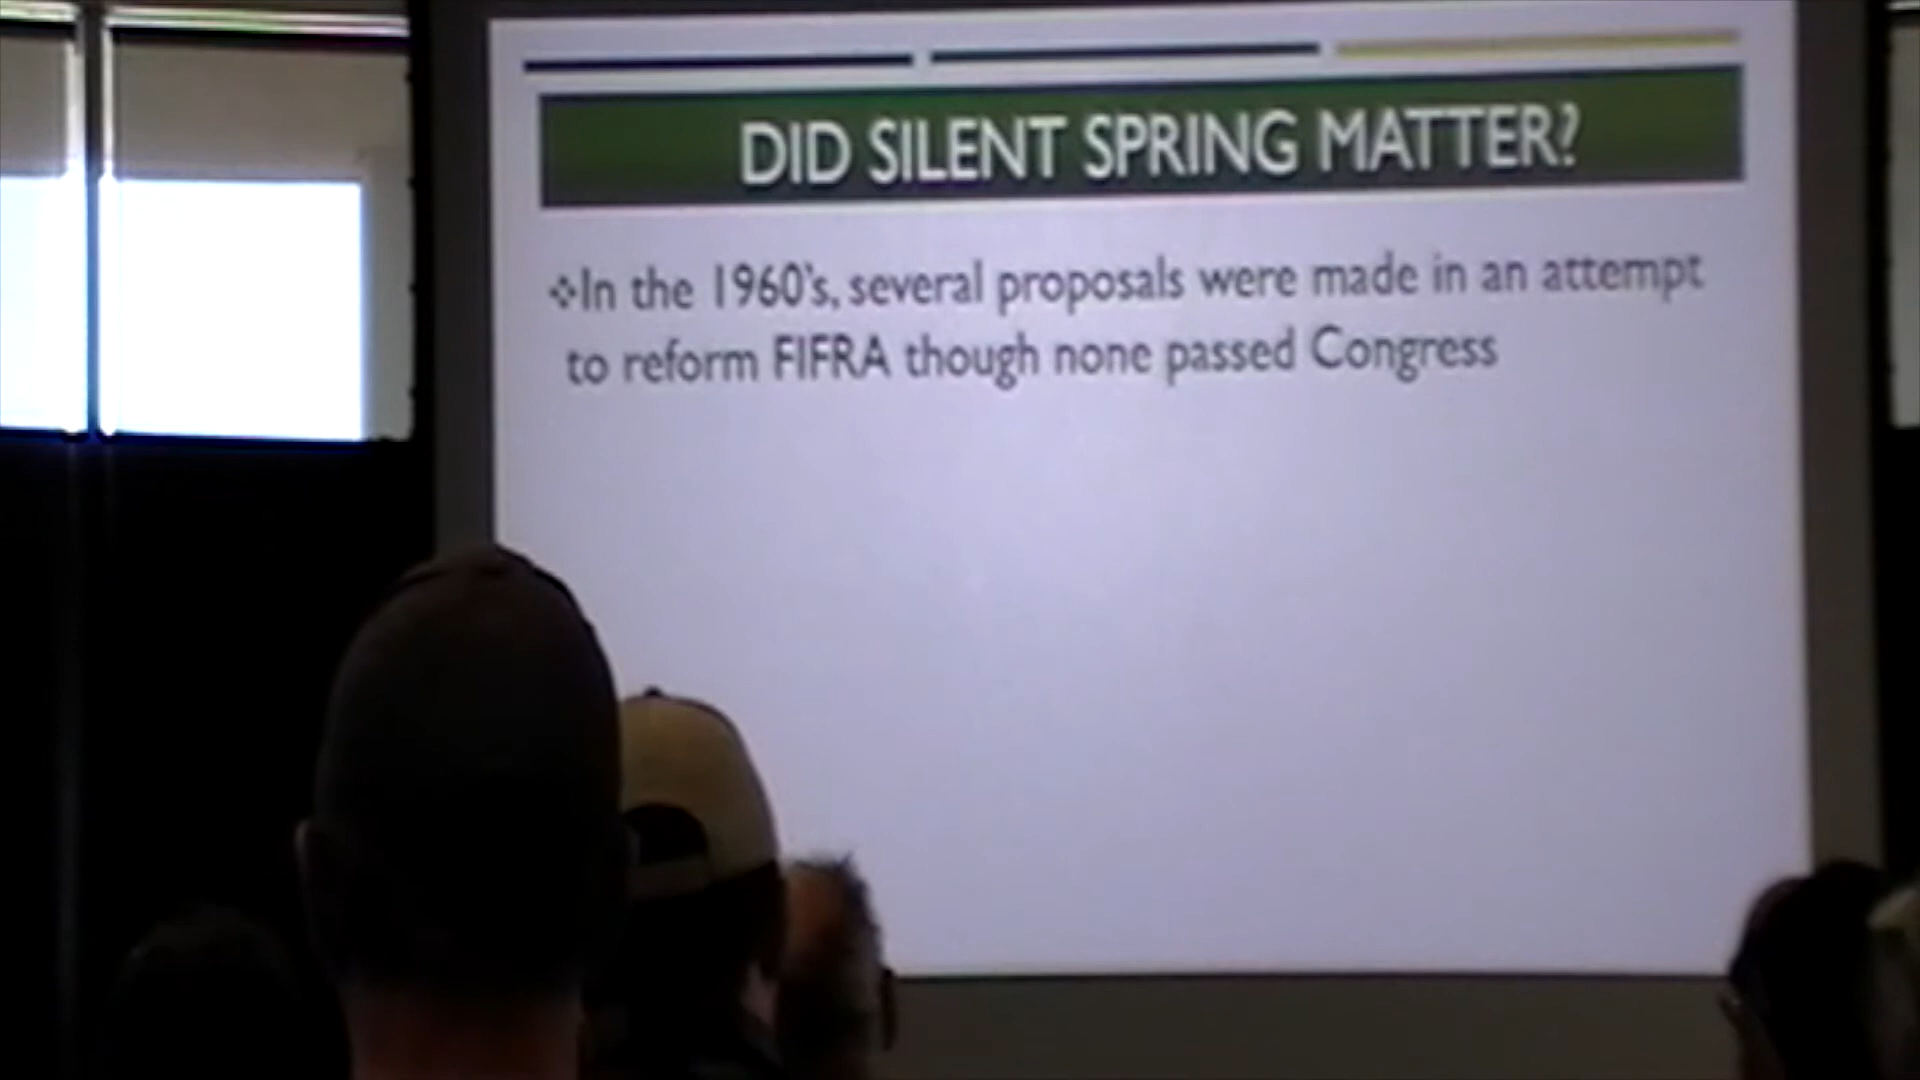 DID SILENT SPRING MATTER?
❖In the 1960's, several proposals were made in an attempt
to reform FIFRA though none passed Congress